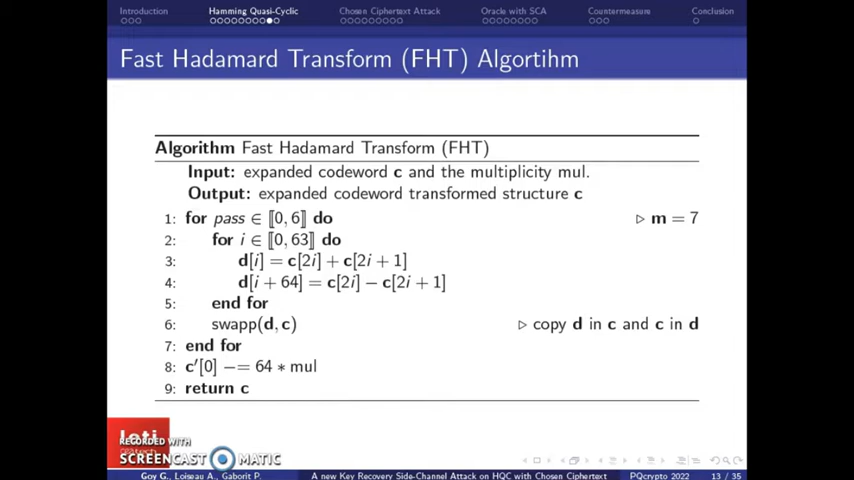 Introduction Hamming Quasi-Cyclic Chosen Ciphertext Attack Oracle with SCA Countermeasure Conclusion
Fast Hadamard Transform (FHT) Algortihm
Algorithm Fast Hadamard Transform (FHT)
Input: expanded codeword c and the multiplicity mul.
Output: expanded codeword transformed structure c
1: for pass ∈ ⟦0, 6⟧ do ▷ m = 7
2: for i ∈ ⟦0, 63⟧ do
3: d[i] = c[2i] + c[2i + 1]
4: d[i + 64] = c[2i] − c[2i + 1]
5: end for
6: swapp(d, c) ▷ copy d in c and c in d
7: end for
8: c′[0] −= 64 ∗ mul
9: return c
leti
RECORDED WITH
SCREENCAST MATIC
Goy G., Loiseau A., Gaborit P. A new Key Recovery Side-Channel Attack on HQC with Chosen Ciphertext PQcrypto 2022 13 / 35